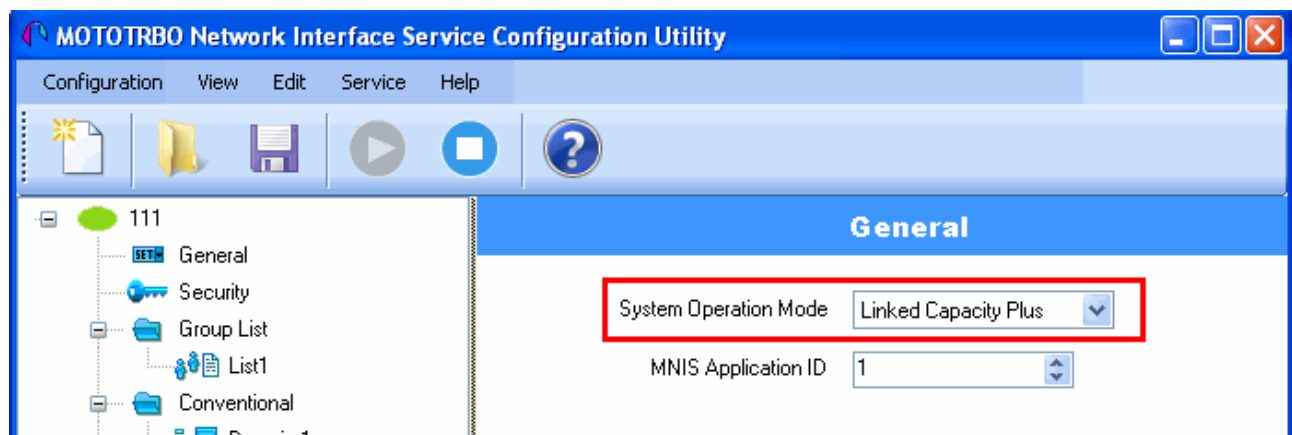 MOTOTRBO Network Interface Service Configuration Utility
Configuration View Edit Service Help
111
General
SET General
Security
System Operation Mode Linked Capacity Plus
Group List
List1
MNIS Application ID 1
Conventional